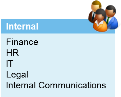 Internal
Finance
HR
IT
Legal
Internal Communications